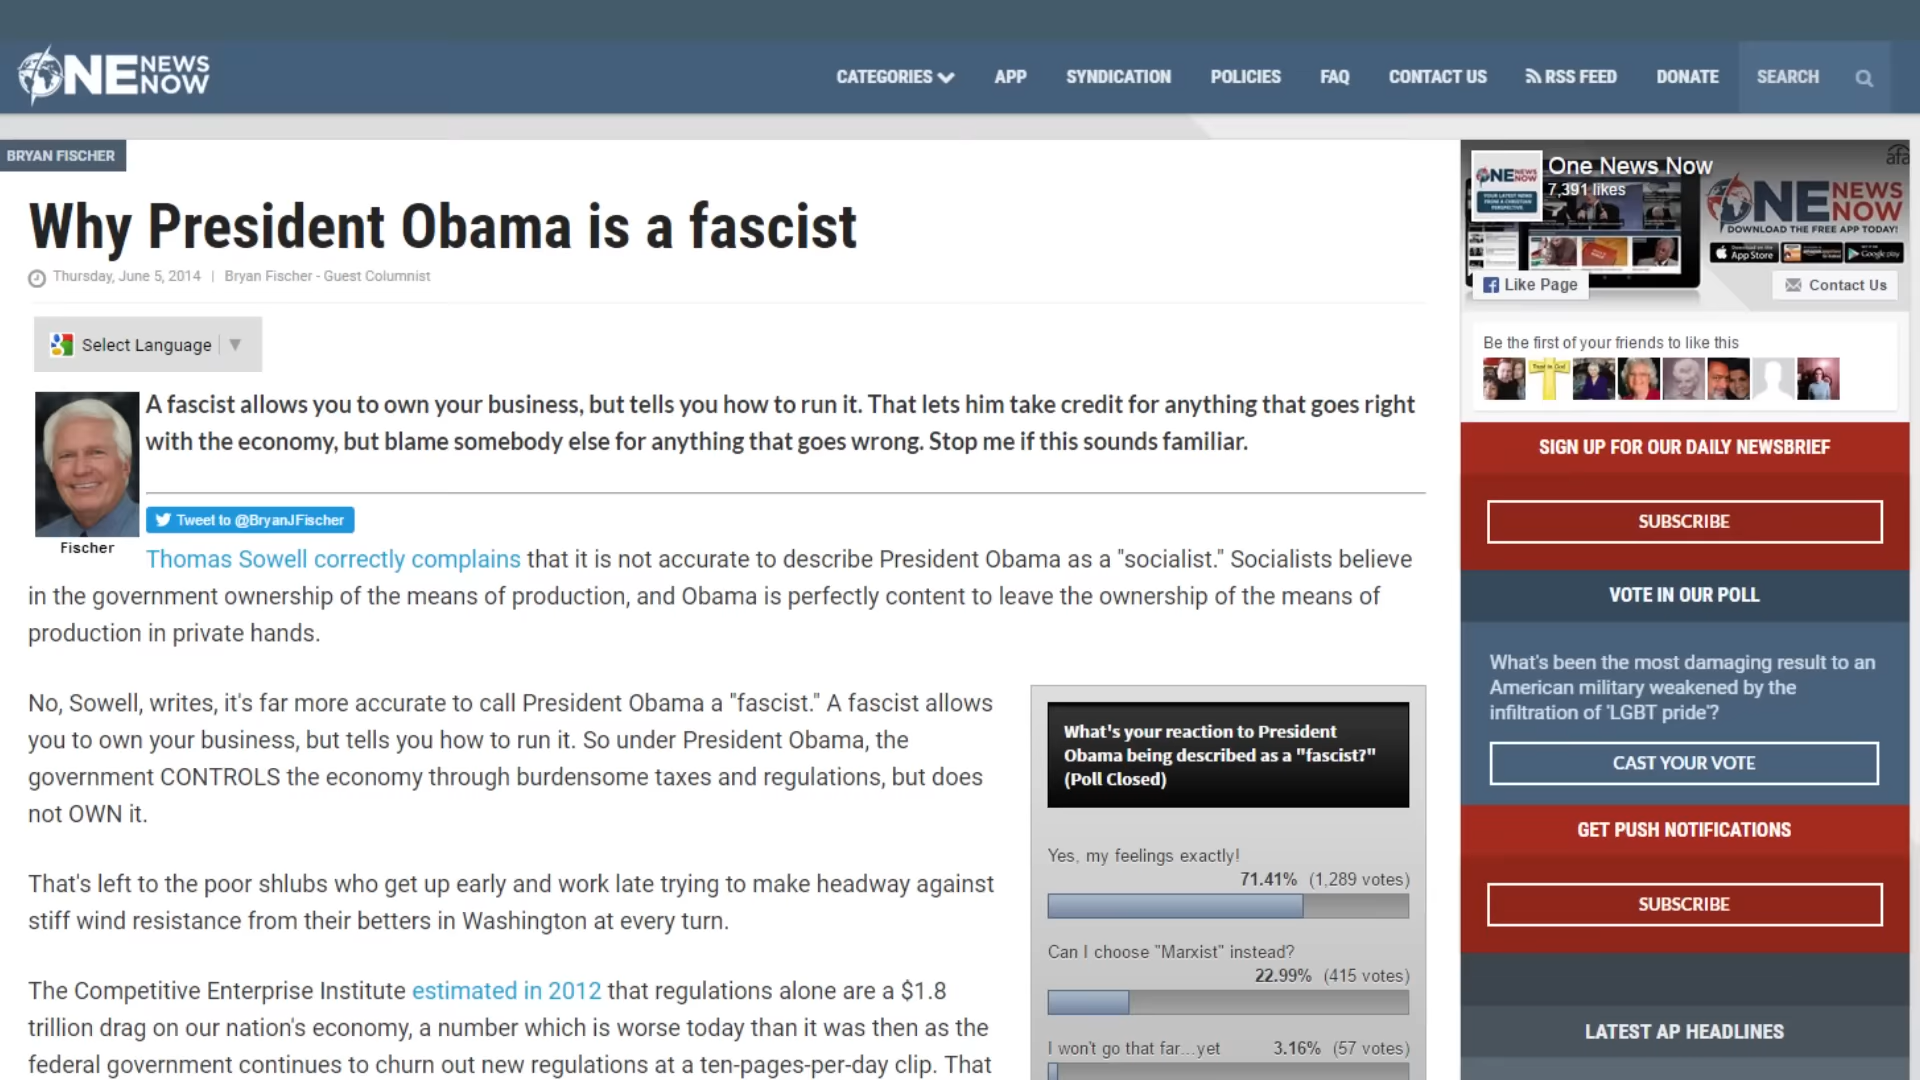 ONE NEWS NOW
CATEGORIES
APP
SYNDICATION
POLICIES
FAQ
CONTACT US
RSS FEED
DONATE
SEARCH
BRYAN FISCHER
Why President Obama is a fascist
Thursday, June 5, 2014 | Bryan Fischer - Guest Columnist
Select Language
A fascist allows you to own your business, but tells you how to run it. That lets him take credit for anything that goes right
with the economy, but blame somebody else for anything that goes wrong. Stop me if this sounds familiar.
Tweet to @BryanJFischer
Fischer
Thomas Sowell correctly complains that it is not accurate to describe President Obama as a "socialist." Socialists believe
in the government ownership of the means of production, and Obama is perfectly content to leave the ownership of the means of
production in private hands.
No, Sowell, writes, it's far more accurate to call President Obama a "fascist." A fascist allows
you to own your business, but tells you how to run it. So under President Obama, the
government CONTROLS the economy through burdensome taxes and regulations, but does
not OWN it.
That's left to the poor shlubs who get up early and work late trying to make headway against
stiff wind resistance from their betters in Washington at every turn.
The Competitive Enterprise Institute estimated in 2012 that regulations alone are a $1.8
trillion drag on our nation's economy, a number which is worse today than it was then as the
federal government continues to churn out new regulations at a ten-pages-per-day clip. That
What's your reaction to President
Obama being described as a "fascist?"
(Poll Closed)
Yes, my feelings exactly!
71.41% (1,289 votes)
Can I choose "Marxist" instead?
22.99% (415 votes)
I won't go that far...yet 3.16% (57 votes)
afa
One News Now
7,391 likes
ONE NEWS NOW
ONE NEWS NOW
DOWNLOAD THE FREE APP TODAY!
App Store
Google play
Like Page
Contact Us
Be the first of your friends to like this
SIGN UP FOR OUR DAILY NEWSBRIEF
SUBSCRIBE
VOTE IN OUR POLL
What's been the most damaging result to an
American military weakened by the
infiltration of 'LGBT pride'?
CAST YOUR VOTE
GET PUSH NOTIFICATIONS
SUBSCRIBE
LATEST AP HEADLINES